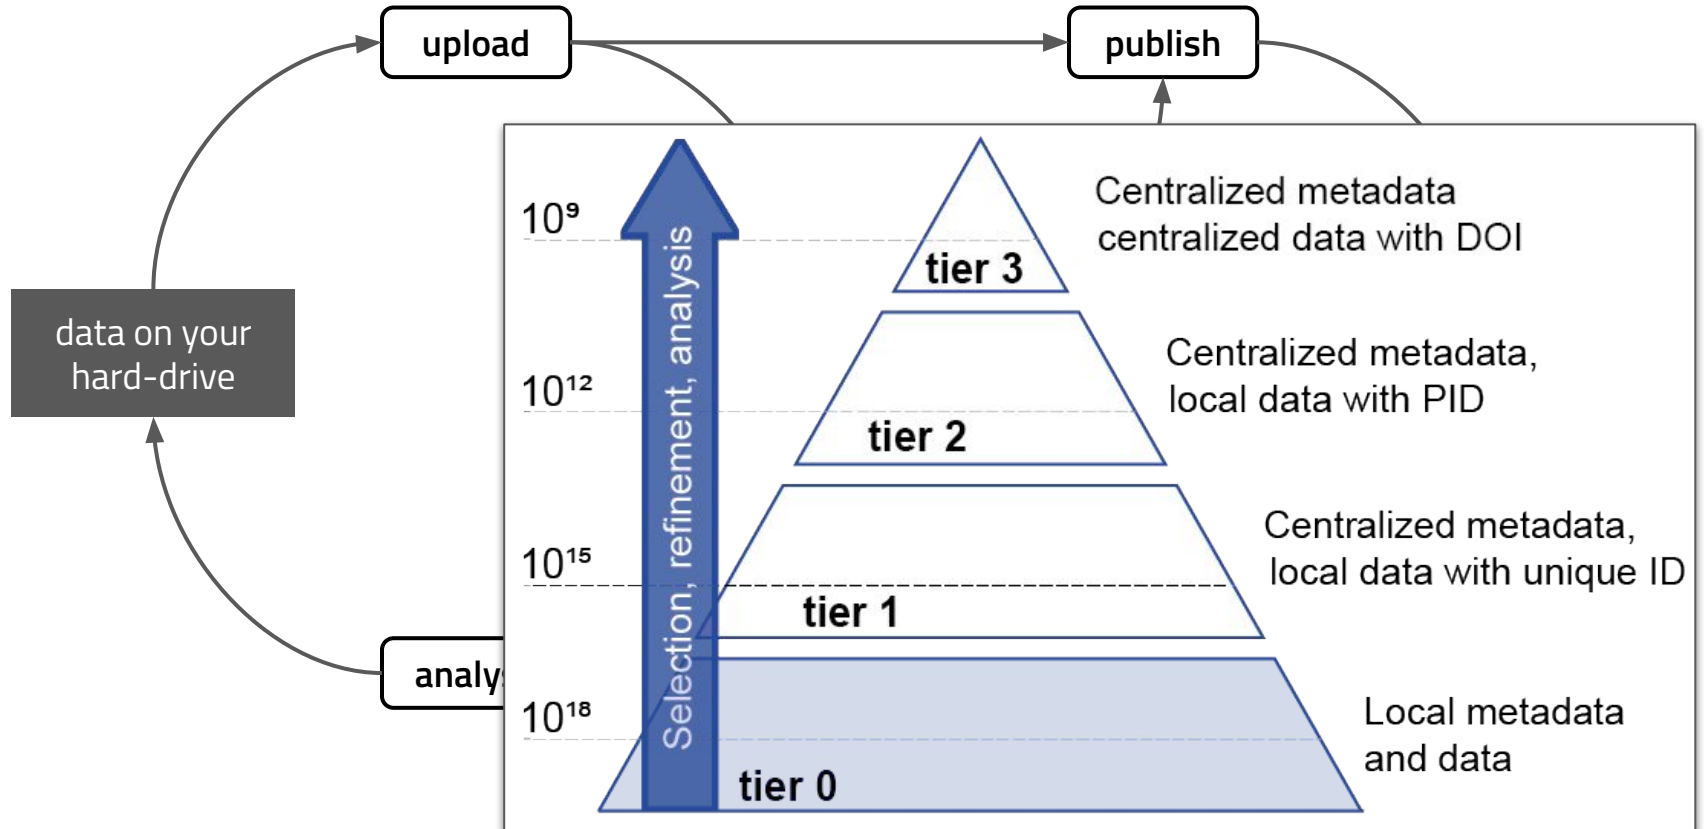 upload
publish
data on your
hard-drive
10⁹
Centralized metadata
centralized data with DOI
tier 3
Selection, refinement, analysis
10¹²
Centralized metadata,
local data with PID
tier 2
10¹⁵
Centralized metadata,
local data with unique ID
tier 1
10¹⁸
Local metadata
and data
tier 0